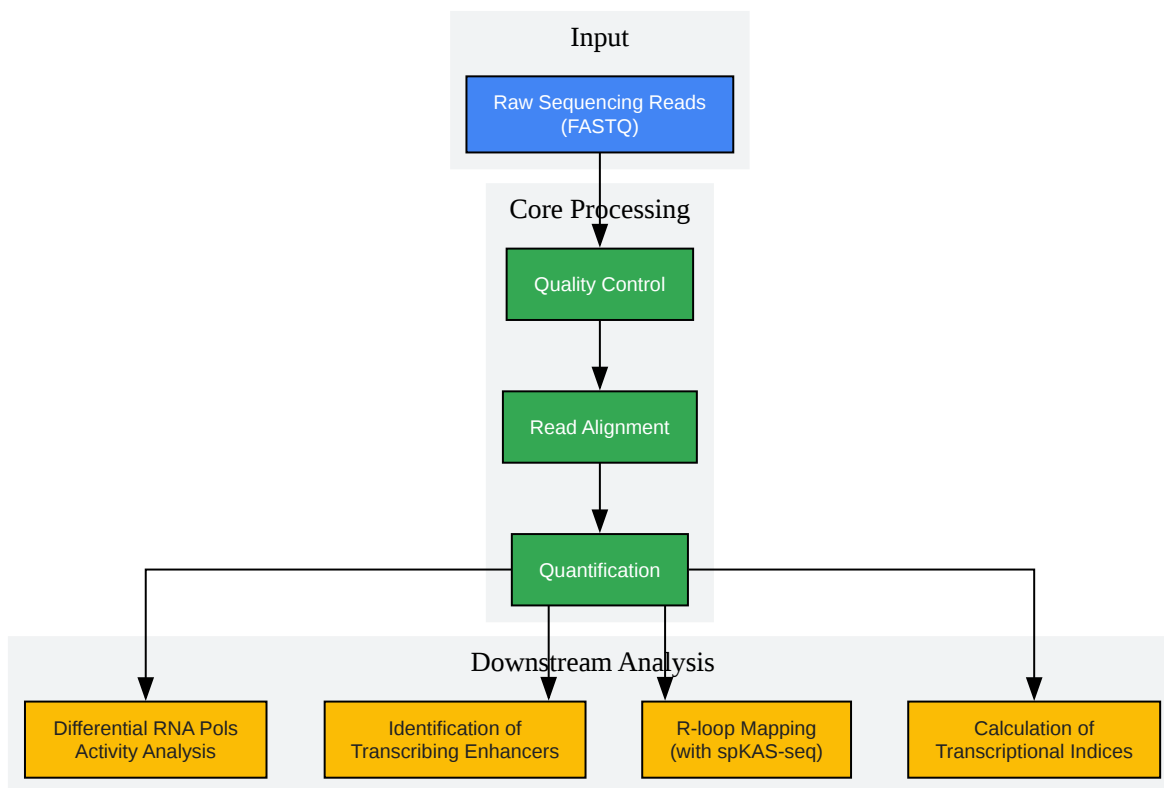 Input
Raw Sequencing Reads
(FASTQ)
Core Processing
Quality Control
Read Alignment
Quantification
Downstream Analysis
Differential RNA Pols
Activity Analysis
Identification of
Transcribing Enhancers
R-loop Mapping
(with spKAS-seq)
Calculation of
Transcriptional Indices